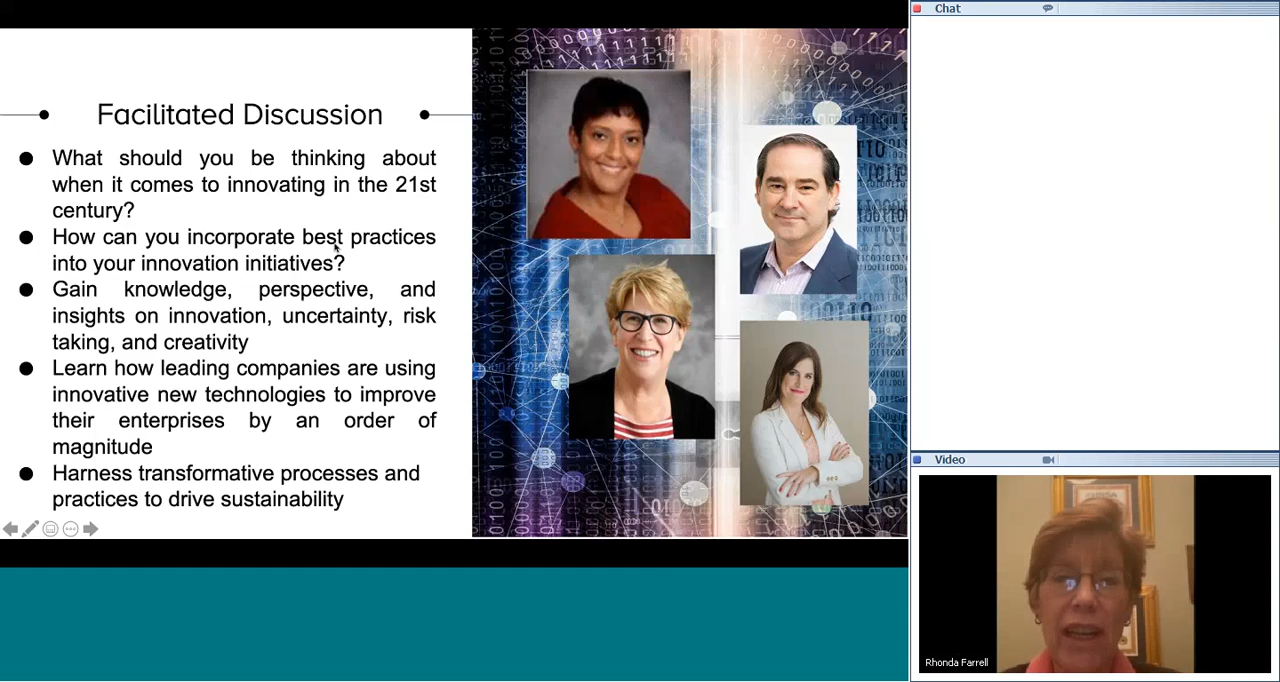 Facilitated Discussion
What should you be thinking about
when it comes to innovating in the 21st
century?
How can you incorporate best practices
into your innovation initiatives?
Gain knowledge, perspective, and
insights on innovation, uncertainty, risk
taking, and creativity
Learn how leading companies are using
innovative new technologies to improve
their enterprises by an order of
magnitude
Harness transformative processes and
practices to drive sustainability
Chat
Video
Rhonda Farrell